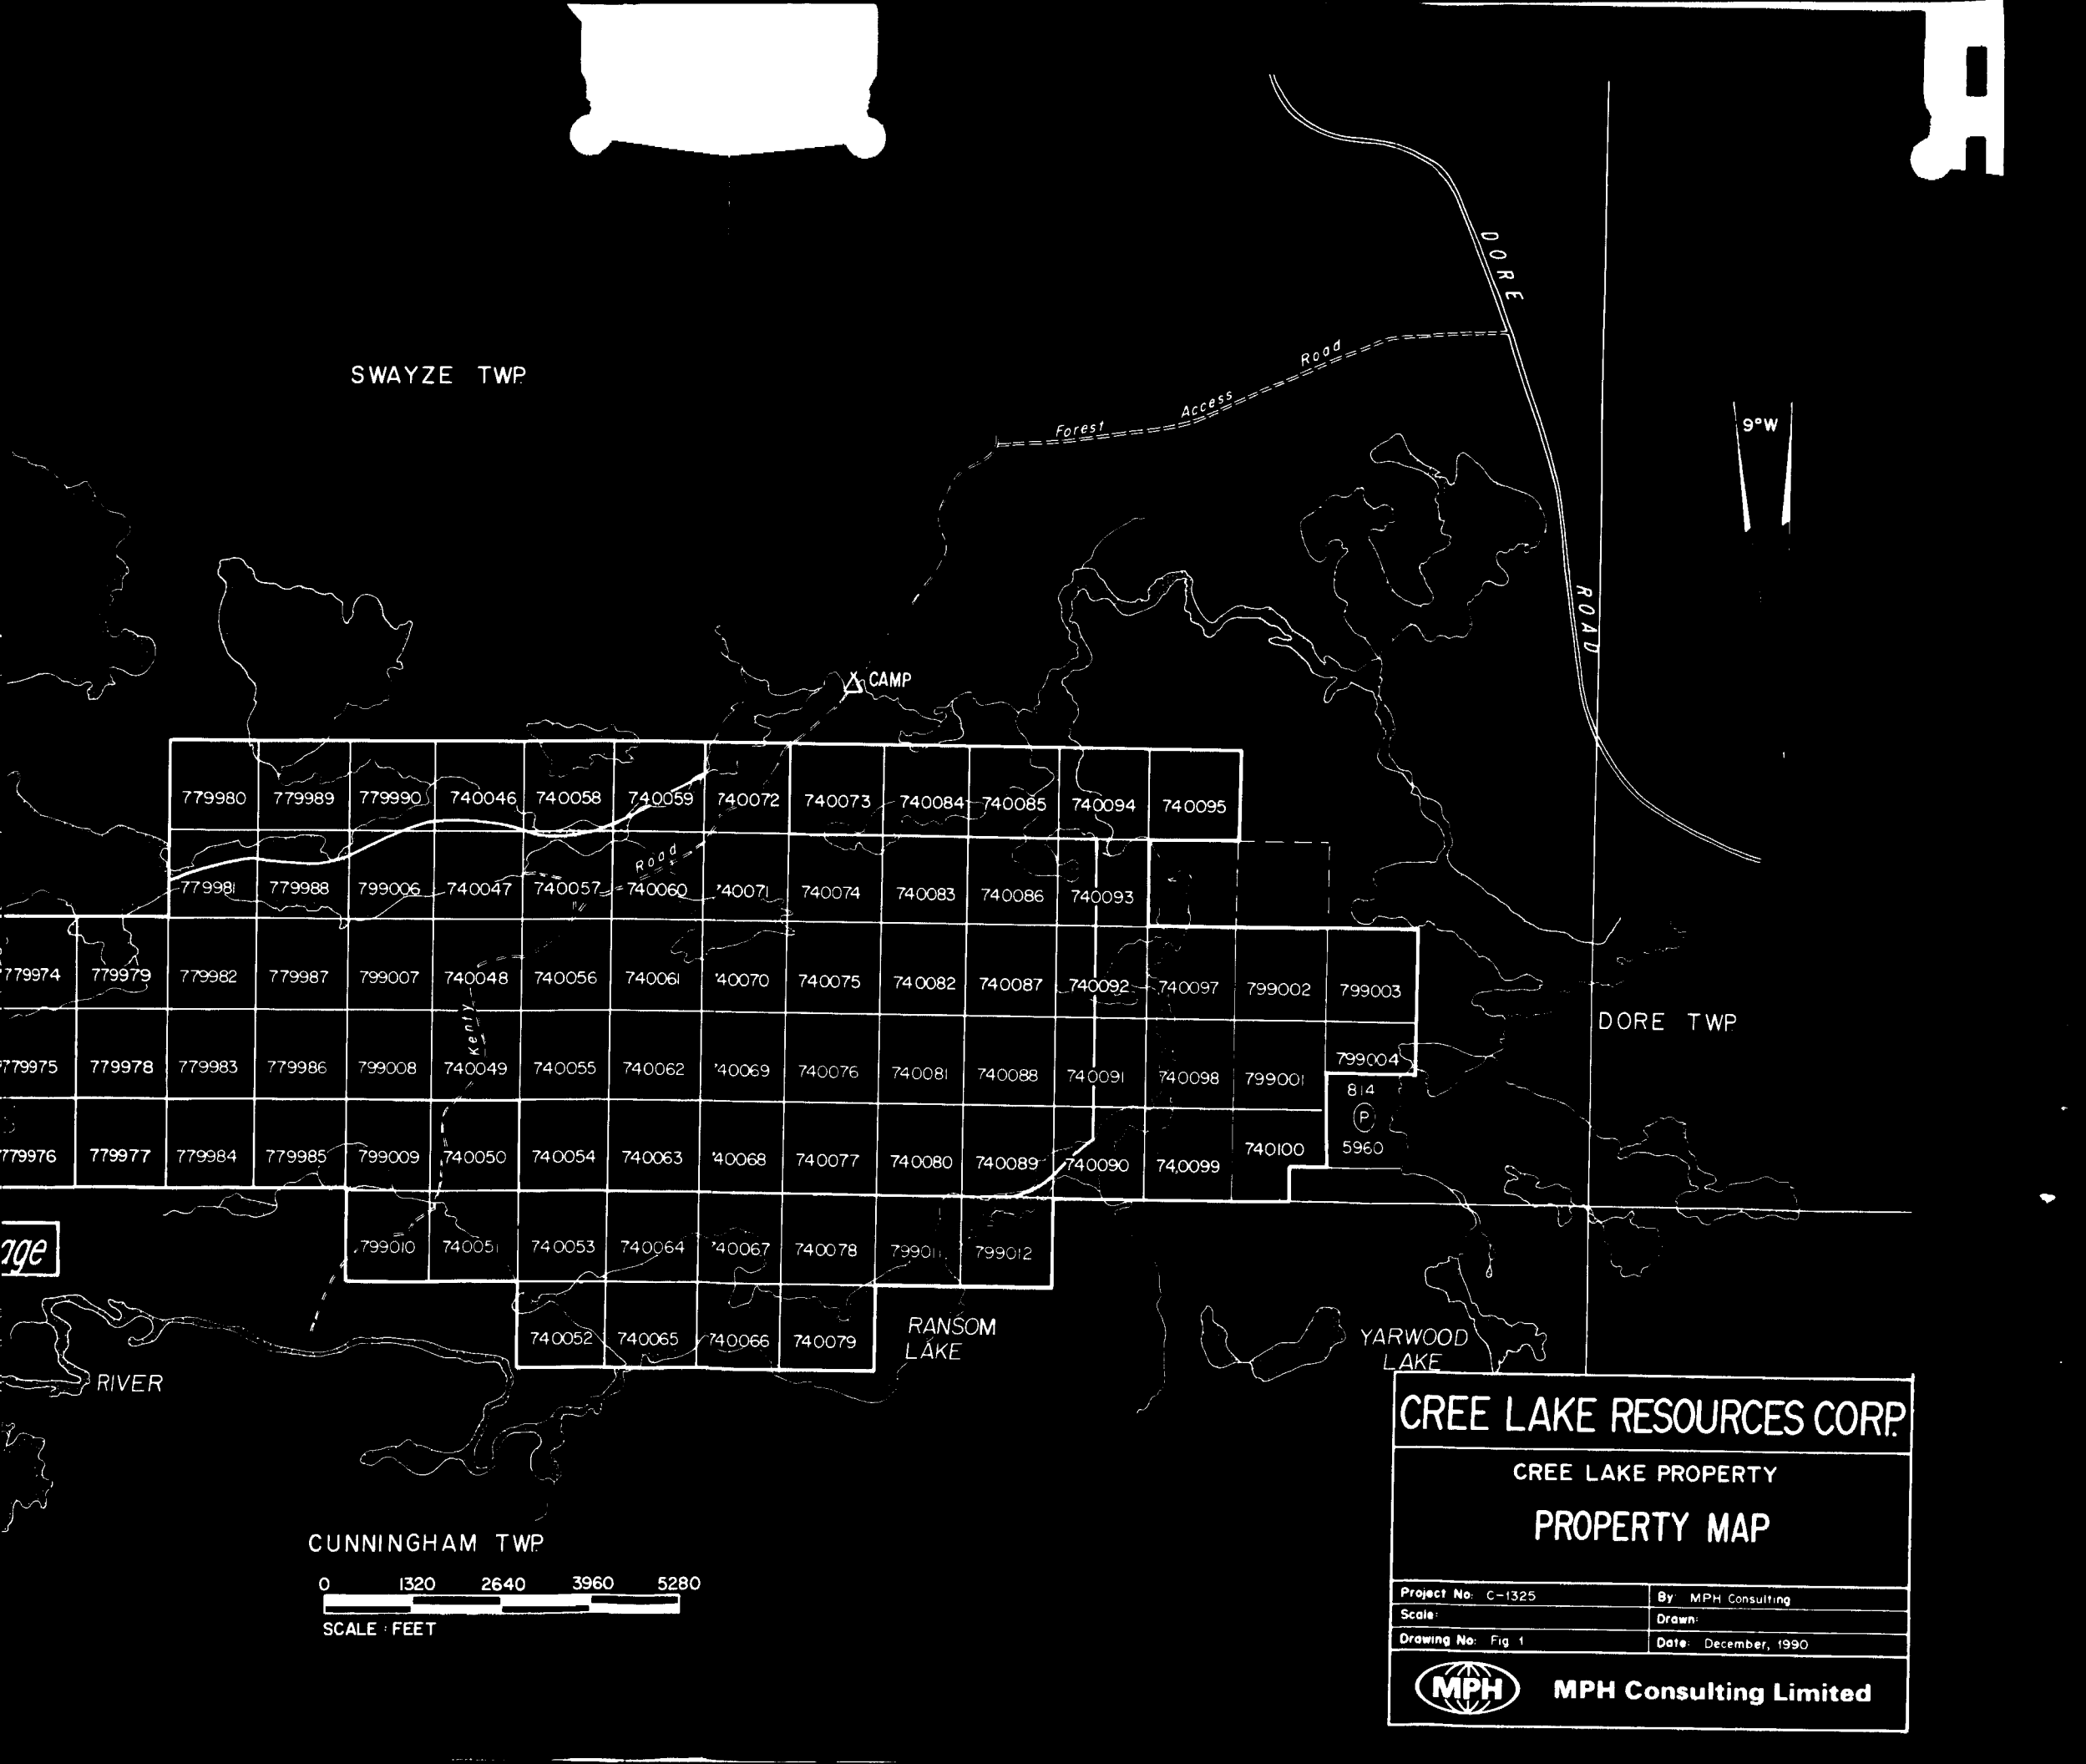 DORE
SWAYZE TWP.
Forest Access Road
9°W
ROAD
CAMP
779980 779989 779990 740046 740058 740059 740072 740073 740084 740085 740094 740095
Road
779981 779988 799006 740047 740057 740060 '40071 740074 740083 740086 740093
779974 779979 779982 779987 799007 740048 740056 740061 '40070 740075 740082 740087 740092 740097 799002 799003
Kenty
DORE TWP.
799004
779975 779978 779983 779986 799008 740049 740055 740062 '40069 740076 740081 740088 740091 740098 799001
814
P
5960
779976 779977 779984 779985 799009 740050 740054 740063 '40068 740077 740080 740089 740090 740099 740100
799010 740051 740053 740064 '40067 740078 799011 799012
740052 740065 740066 740079
RANSOM
LAKE
YARWOOD
LAKE
RIVER
CREE LAKE RESOURCES CORP.
CREE LAKE PROPERTY
PROPERTY MAP
CUNNINGHAM TWP.
0 1320 2640 3960 5280
SCALE : FEET
Project No: C-1325 By: MPH Consulting
Scale: Drawn:
Drawing No: Fig. 1 Date: December, 1990
MPH MPH Consulting Limited